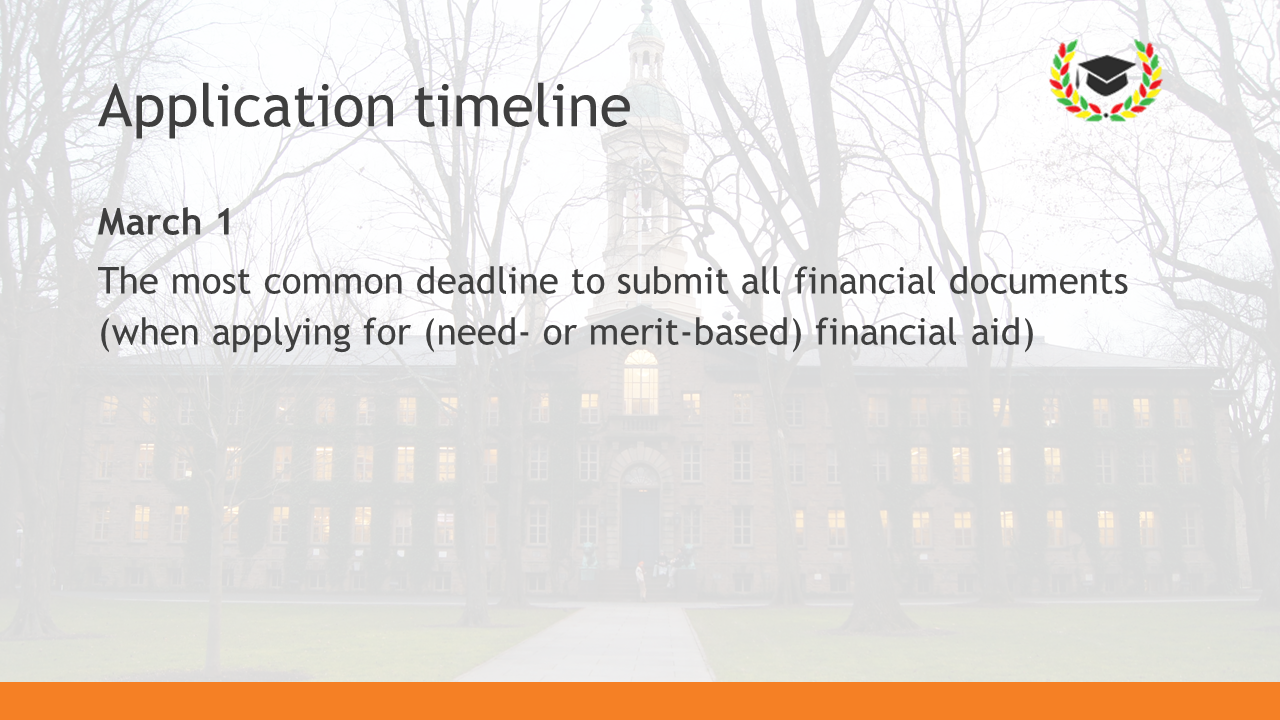 Application timeline
March 1
The most common deadline to submit all financial documents
(when applying for (need- or merit-based) financial aid)